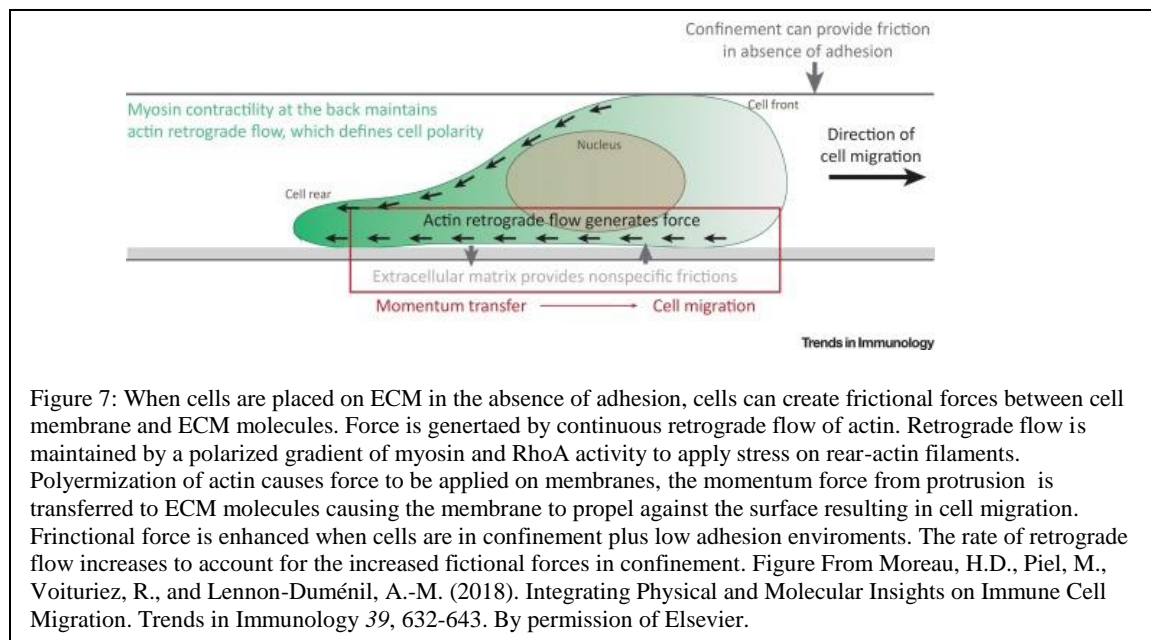 Confinement can provide friction
in absence of adhesion
Myosin contractility at the back maintains
actin retrograde flow, which defines cell polarity
Cell front
Nucleus
Direction of
cell migration
Cell rear
Actin retrograde flow generates force
Extracellular matrix provides nonspecific frictions
Momentum transfer
Cell migration
Trends in Immunology
Figure 7: When cells are placed on ECM in the absence of adhesion, cells can create frictional forces between cell
membrane and ECM molecules. Force is genertaed by continuous retrograde flow of actin. Retrograde flow is
maintained by a polarized gradient of myosin and RhoA activity to apply stress on rear-actin filaments.
Polyermization of actin causes force to be applied on membranes, the momentum force from protrusion is
transferred to ECM molecules causing the membrane to propel against the surface resulting in cell migration.
Frinctional force is enhanced when cells are in confinement plus low adhesion enviroments. The rate of retrograde
flow increases to account for the increased fictional forces in confinement. Figure From Moreau, H.D., Piel, M.,
Voituriez, R., and Lennon-Duménil, A.-M. (2018). Integrating Physical and Molecular Insights on Immune Cell
Migration. Trends in Immunology 39, 632-643. By permission of Elsevier.